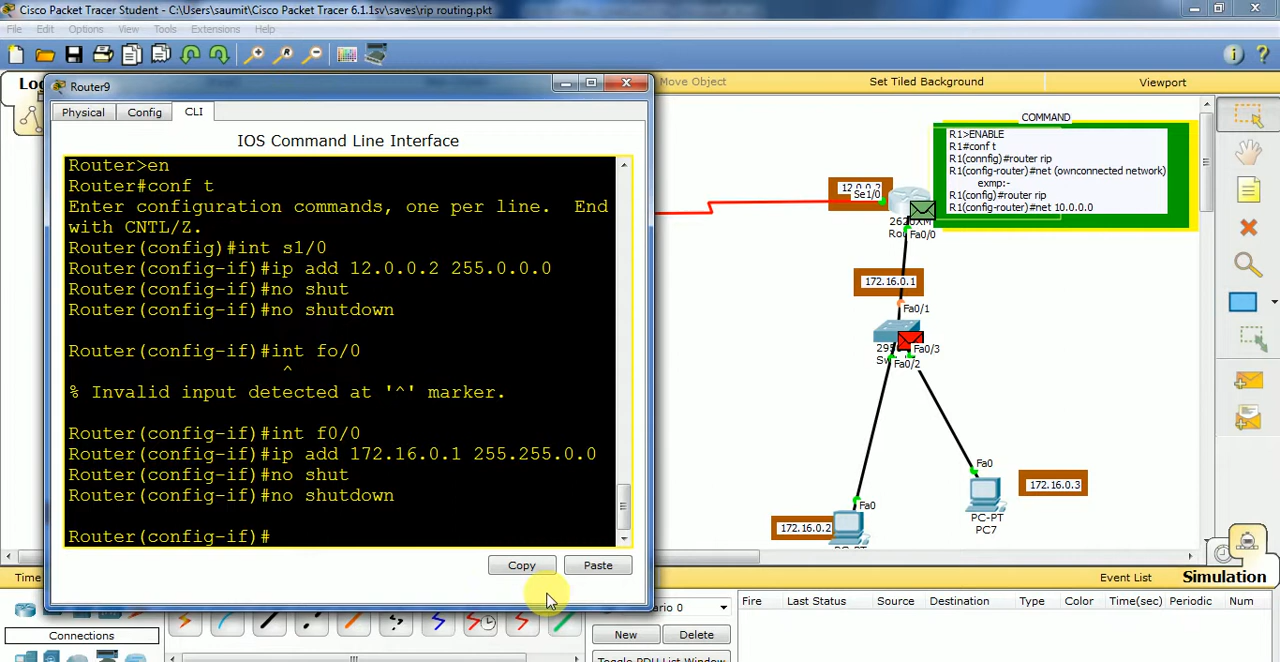 Cisco Packet Tracer Student - C:\Users\saumit\Cisco Packet Tracer 6.1.1sv\saves\rip routing.pkt
File Edit Options View Tools Extensions Help
Router9
Move Object
Set Tiled Background
Viewport
Physical Config CLI
IOS Command Line Interface
Router>en
Router#conf t
Enter configuration commands, one per line. End
with CNTL/Z.
Router(config)#int s1/0
Router(config-if)#ip add 12.0.0.2 255.0.0.0
Router(config-if)#no shut
Router(config-if)#no shutdown
Router(config-if)#int fo/0
^
% Invalid input detected at '^' marker.
Router(config-if)#int f0/0
Router(config-if)#ip add 172.16.0.1 255.255.0.0
Router(config-if)#no shut
Router(config-if)#no shutdown
Router(config-if)#
Copy Paste
COMMAND
R1>ENABLE
R1#conf t
R1(connfig)#router rip
R1(config-router)#net (ownconnected network)
exmp:-
R1(config)#router rip
R1(config-router)#net 10.0.0.0
12.0.0.2
Se1/0
Fa0/0
172.16.0.1
Fa0/1
Fa0/3
Fa0/2
Fa0
172.16.0.3
PC-PT
PC7
Fa0
172.16.0.2
Time
Event List
Simulation
Connections
New Delete
Toggle PDU List Window
Fire Last Status Source Destination Type Color Time(sec) Periodic Num